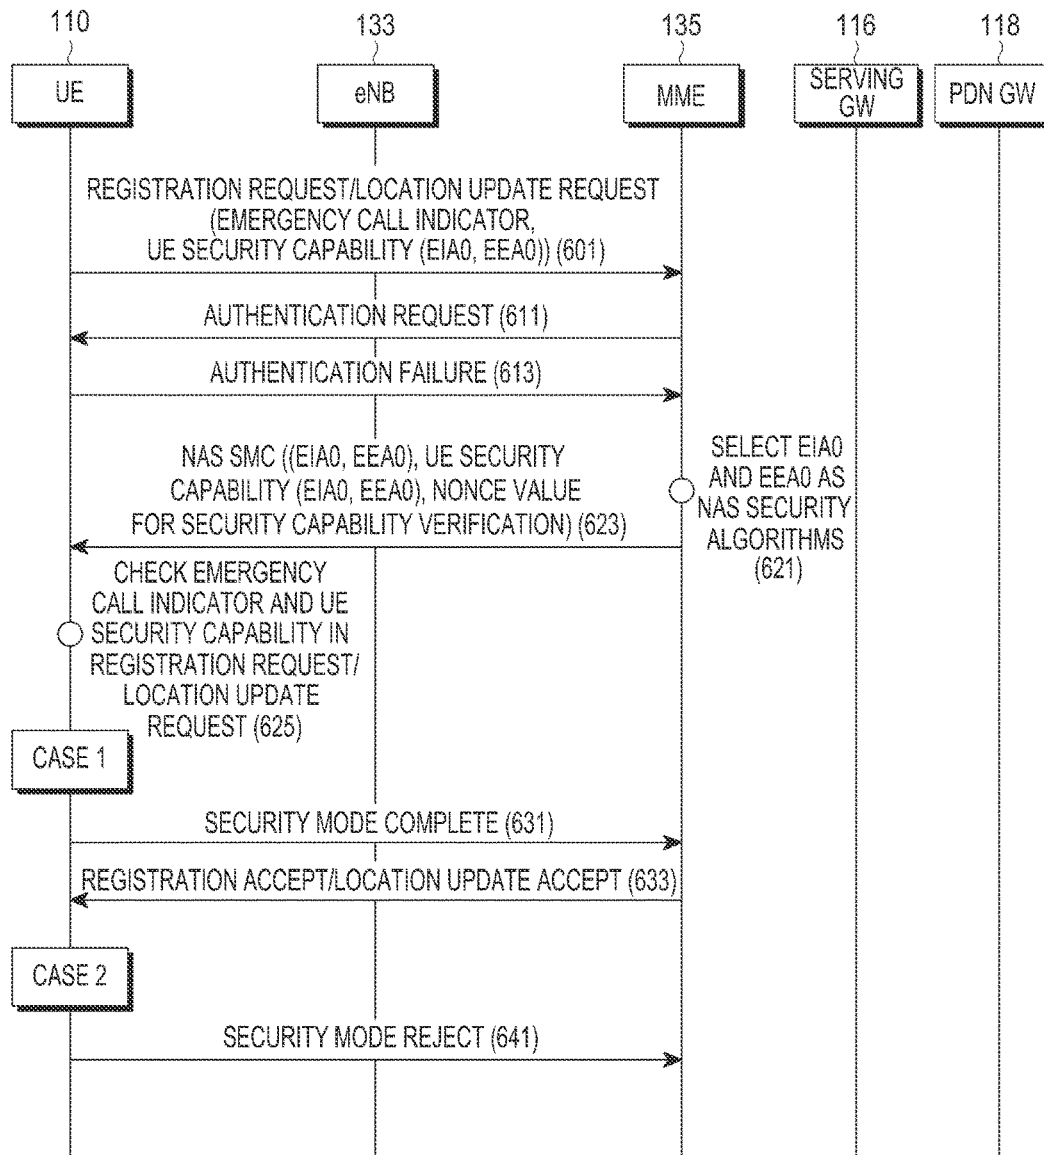 110
133
135
116
118
UE
eNB
MME
SERVING
GW
PDN GW
REGISTRATION REQUEST/LOCATION UPDATE REQUEST
(EMERGENCY CALL INDICATOR,
UE SECURITY CAPABILITY (EIA0, EEA0)) (601)
AUTHENTICATION REQUEST (611)
AUTHENTICATION FAILURE (613)
NAS SMC ((EIA0, EEA0), UE SECURITY
CAPABILITY (EIA0, EEA0), NONCE VALUE
FOR SECURITY CAPABILITY VERIFICATION) (623)
SELECT EIA0
AND EEA0 AS
NAS SECURITY
ALGORITHMS
(621)
CHECK EMERGENCY
CALL INDICATOR AND UE
SECURITY CAPABILITY IN
REGISTRATION REQUEST/
LOCATION UPDATE
REQUEST (625)
CASE 1
SECURITY MODE COMPLETE (631)
REGISTRATION ACCEPT/LOCATION UPDATE ACCEPT (633)
CASE 2
SECURITY MODE REJECT (641)